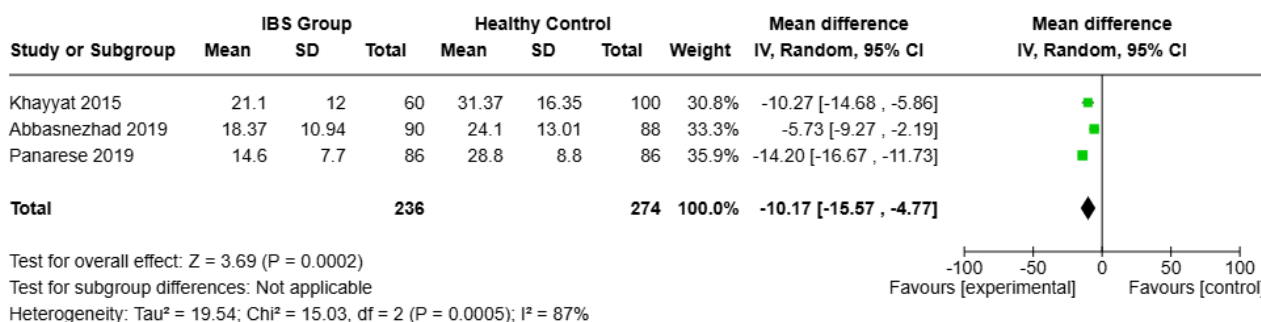 IBS Group Healthy Control Mean difference Mean difference
Study or Subgroup Mean SD Total Mean SD Total Weight IV, Random, 95% CI IV, Random, 95% CI
Khayyat 2015 21.1 12 60 31.37 16.35 100 30.8% -10.27 [-14.68 , -5.86]
Abbasnezhad 2019 18.37 10.94 90 24.1 13.01 88 33.3% -5.73 [-9.27 , -2.19]
Panarese 2019 14.6 7.7 86 28.8 8.8 86 35.9% -14.20 [-16.67 , -11.73]
Total 236 274 100.0% -10.17 [-15.57 , -4.77]
Test for overall effect: Z = 3.69 (P = 0.0002)
Test for subgroup differences: Not applicable
Heterogeneity: Tau² = 19.54; Chi² = 15.03, df = 2 (P = 0.0005); I² = 87%
-100 -50 0 50 100
Favours [experimental] Favours [control]